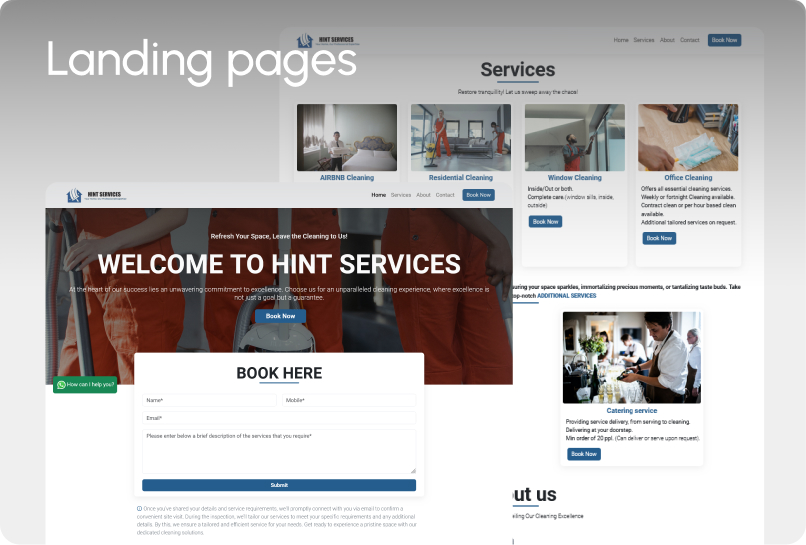 Landing pages
HINT SERVICES
Home Services About Contact Book Now
Services
Restore tranquility! Let us sweep away the chaos!
AIRBNB Cleaning
Residential Cleaning
Window Cleaning
Inside/Out or both.
Complete care.(window sills, inside,
outside)
Book Now
Office Cleaning
Offers all essential cleaning services.
Weekly or fortnight Cleaning available.
Contract clean or per hour based clean
available.
Additional tailored services on request.
Book Now
suring your space sparkles, immortalizing precious moments, or tantalizing taste buds. Take
op-notch ADDITIONAL SERVICES
Catering service
Providing service delivery, from serving to cleaning.
Delivering at your doorstep.
Min order of 20 ppl. (Can deliver or serve upon request).
Book Now
ut us
Cleaning Excellence
HINT SERVICES
Home Services About Contact Book Now
Refresh Your Space, Leave the Cleaning to Us!
WELCOME TO HINT SERVICES
At the heart of our success lies an unwavering commitment to excellence. Choose us for an unparalleled cleaning experience, where excellence is
not just a goal but a guarantee.
Book Now
How can I help you?
BOOK HERE
Name*
Mobile*
Email*
Please enter below a brief description of the services that you require*
Submit
Once you've shared your details and service requirements, we'll promptly connect with you via email to confirm a
convenient site visit. During the inspection, we'll tailor our services to meet your specific requirements and any additional
details. By this, we ensure a tailored and efficient service for your needs. Get ready to experience a pristine space with our
dedicated cleaning solutions.